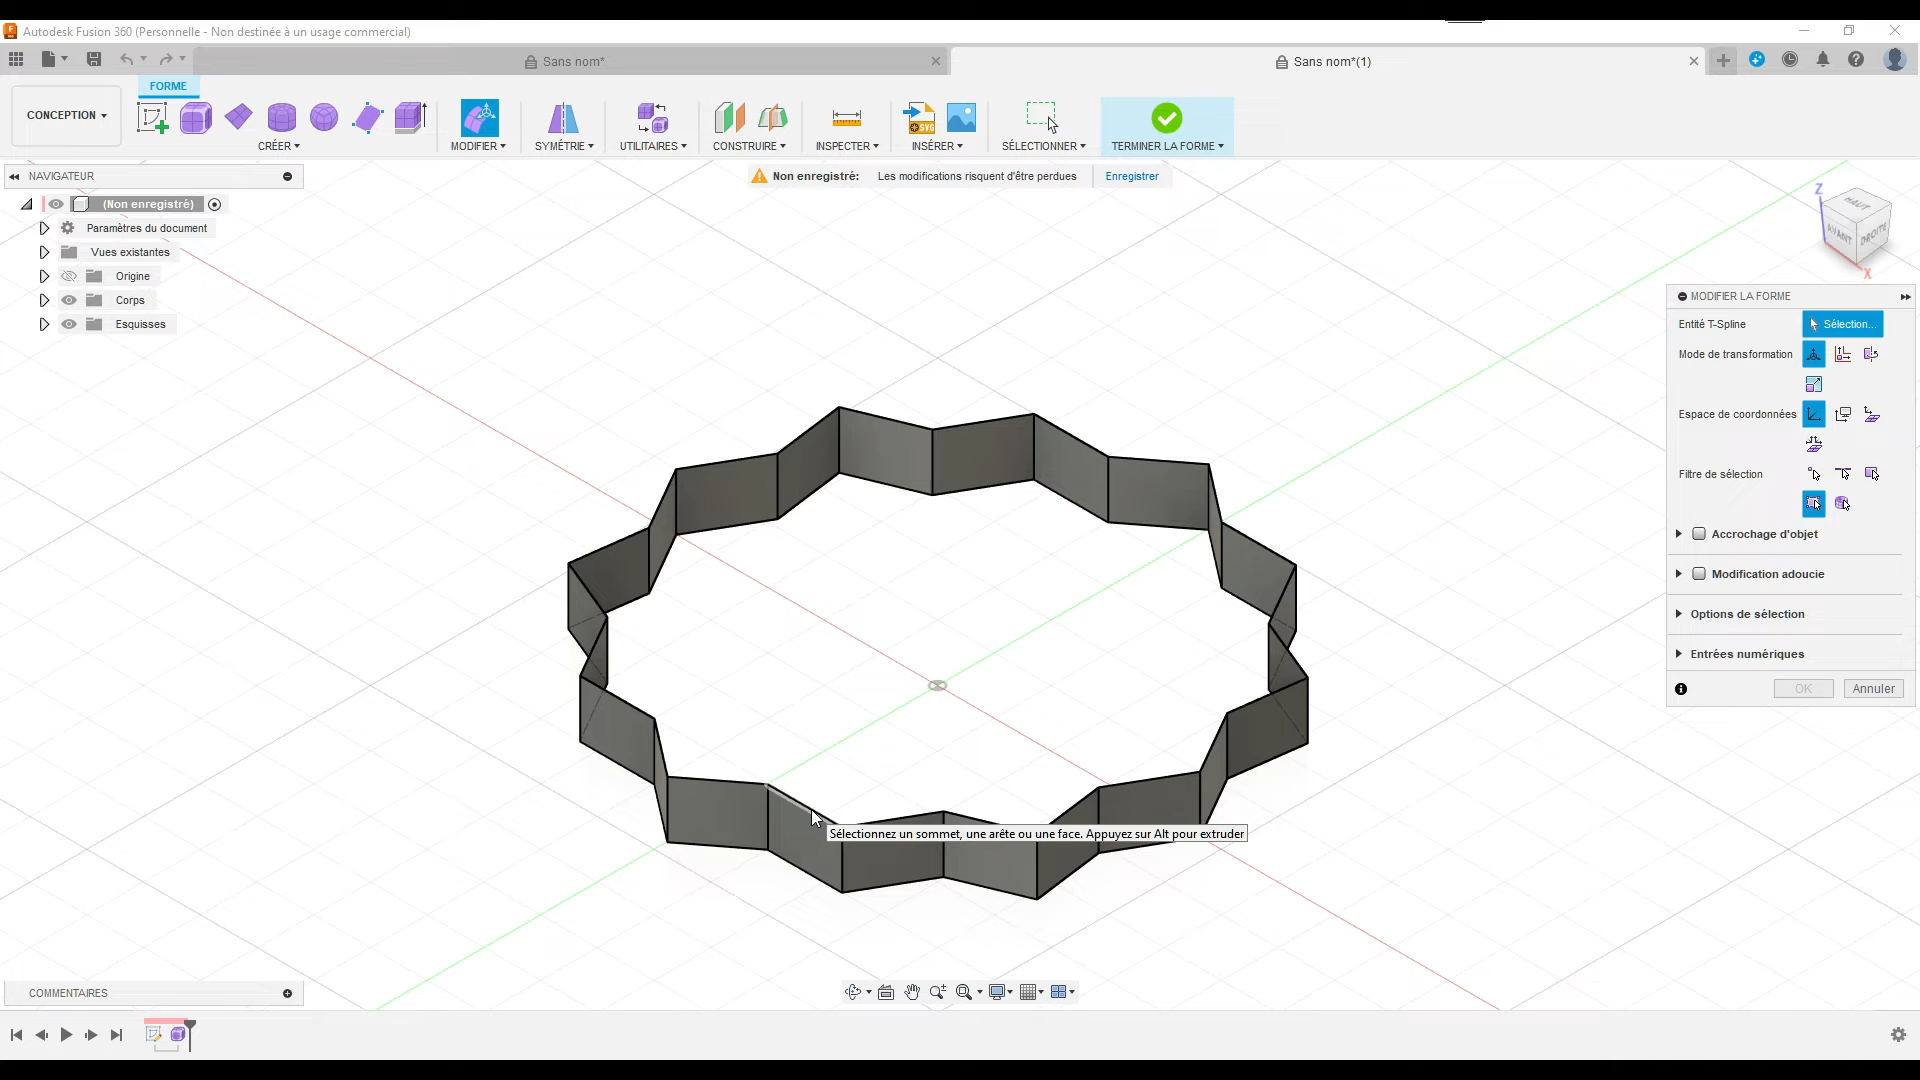 Autodesk Fusion 360 (Personnelle - Non destinée à un usage commercial)
Sans nom*
Sans nom*(1)
FORME
CONCEPTION
CRÉER
MODIFIER
SYMÉTRIE
UTILITAIRES
CONSTRUIRE
INSPECTER
INSÉRER
SÉLECTIONNER
TERMINER LA FORME
SVG
NAVIGATEUR
Non enregistré: Les modifications risquent d'être perdues Enregistrer
(Non enregistré)
Paramètres du document
Vues existantes
Origine
Corps
Esquisses
Z
HAUT
AVANT
DROITE
X
MODIFIER LA FORME
Entité T-Spline Sélection...
Mode de transformation
Espace de coordonnées
Filtre de sélection
Accrochage d'objet
Modification adoucie
Options de sélection
Entrées numériques
OK Annuler
Sélectionnez un sommet, une arête ou une face. Appuyez sur Alt pour extruder
COMMENTAIRES